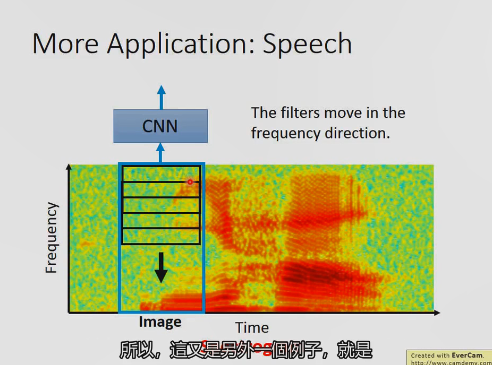 More Application: Speech
CNN
The filters move in the
frequency direction.
Frequency
Image
Time
所以，這又是另外一個例子，就是
Created with EverCam.
http://www.camdemy.com